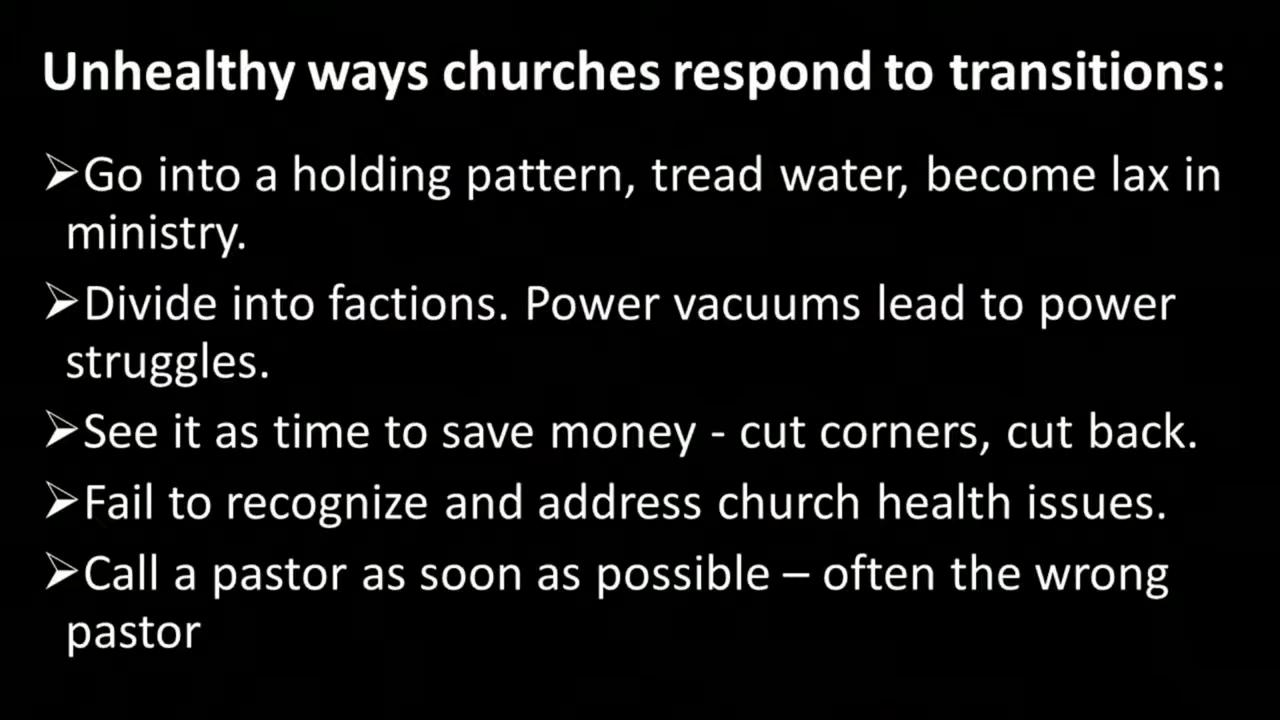 Unhealthy ways churches respond to transitions:
➢Go into a holding pattern, tread water, become lax in
ministry.
➢Divide into factions. Power vacuums lead to power
struggles.
➢See it as time to save money - cut corners, cut back.
➢Fail to recognize and address church health issues.
➢Call a pastor as soon as possible – often the wrong
pastor